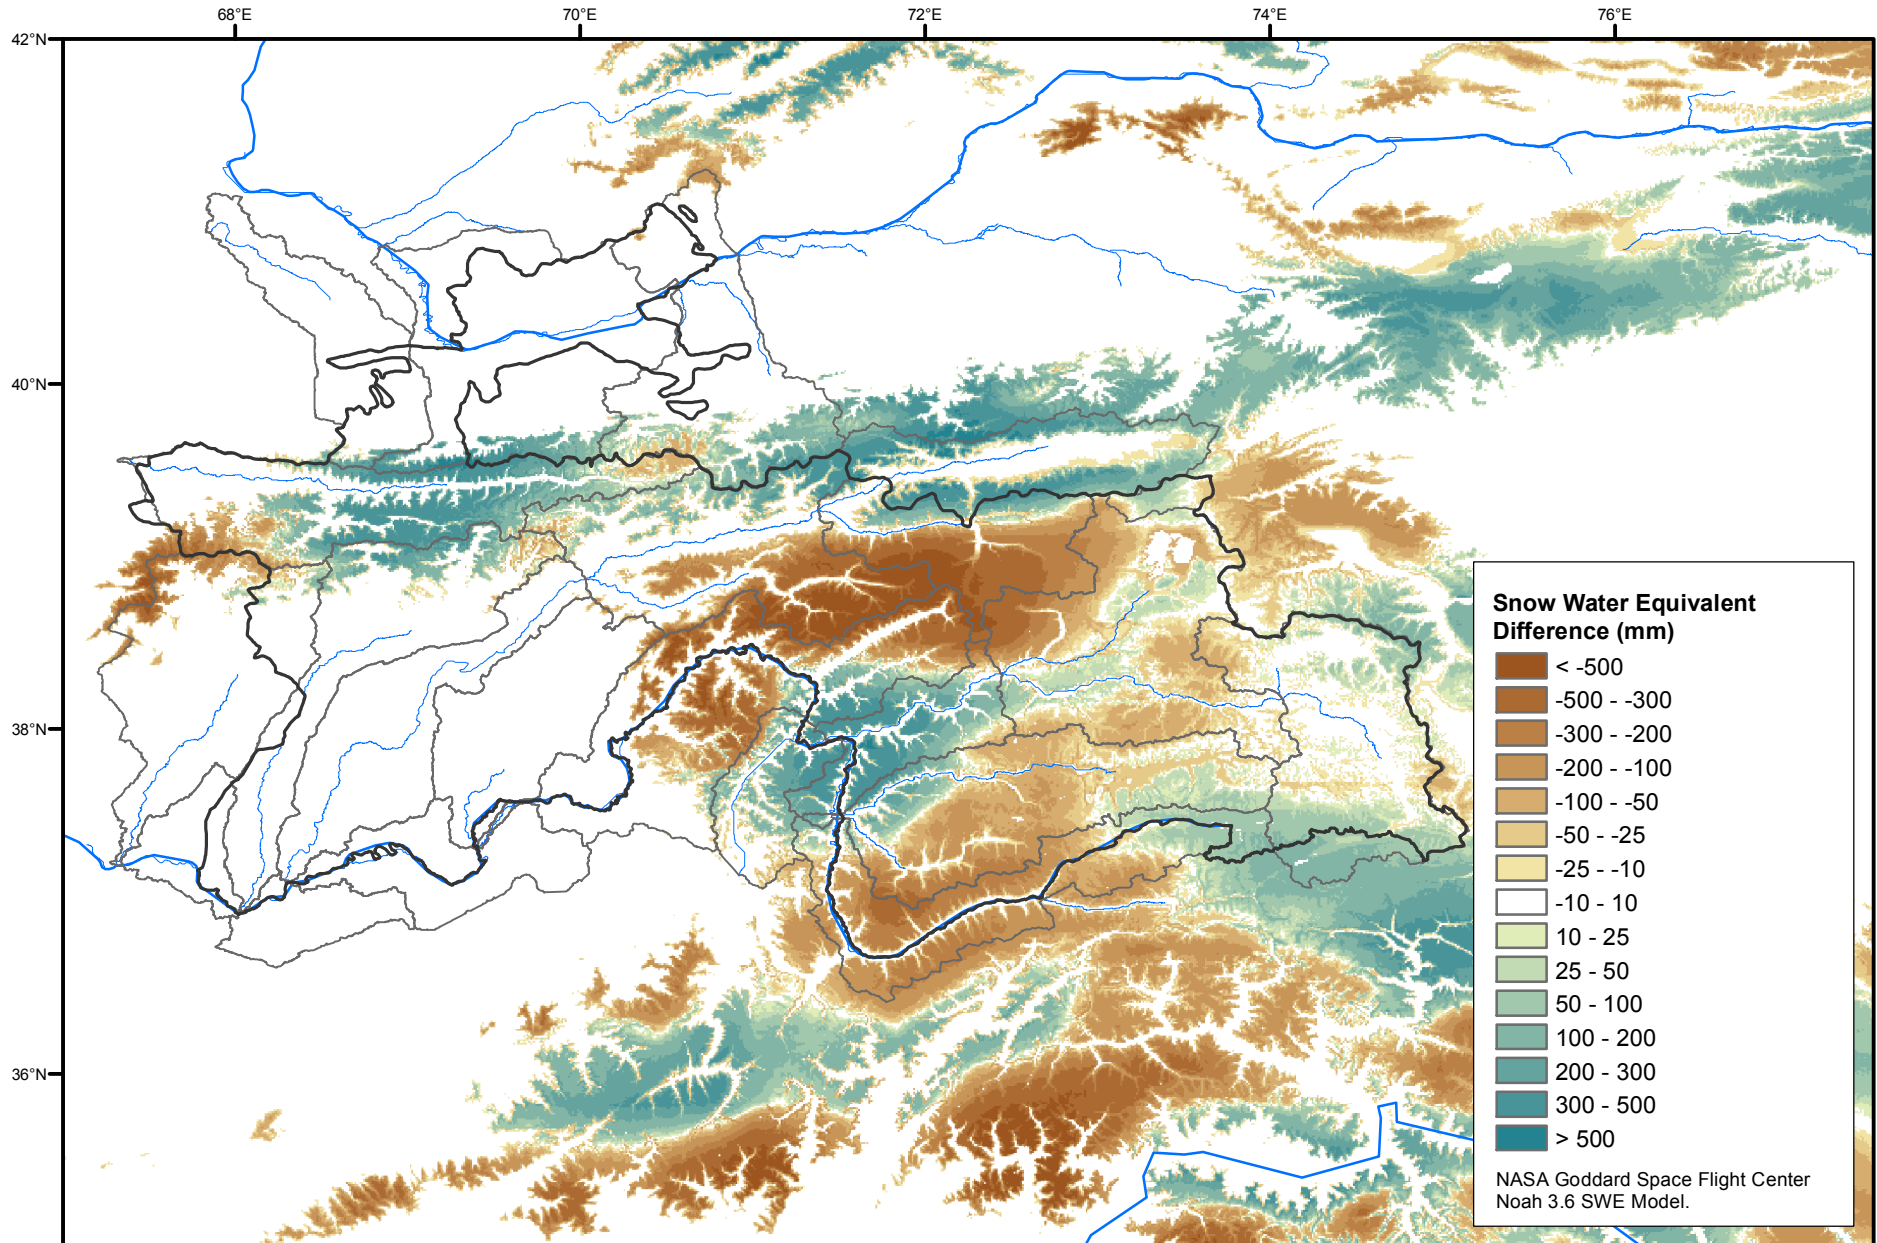 68°E 70°E 72°E 74°E 76°E
42°N
40°N
38°N
36°N
Snow Water Equivalent
Difference (mm)
< -500
-500 - -300
-300 - -200
-200 - -100
-100 - -50
-50 - -25
-25 - -10
-10 - 10
10 - 25
25 - 50
50 - 100
100 - 200
200 - 300
300 - 500
> 500
NASA Goddard Space Flight Center
Noah 3.6 SWE Model.